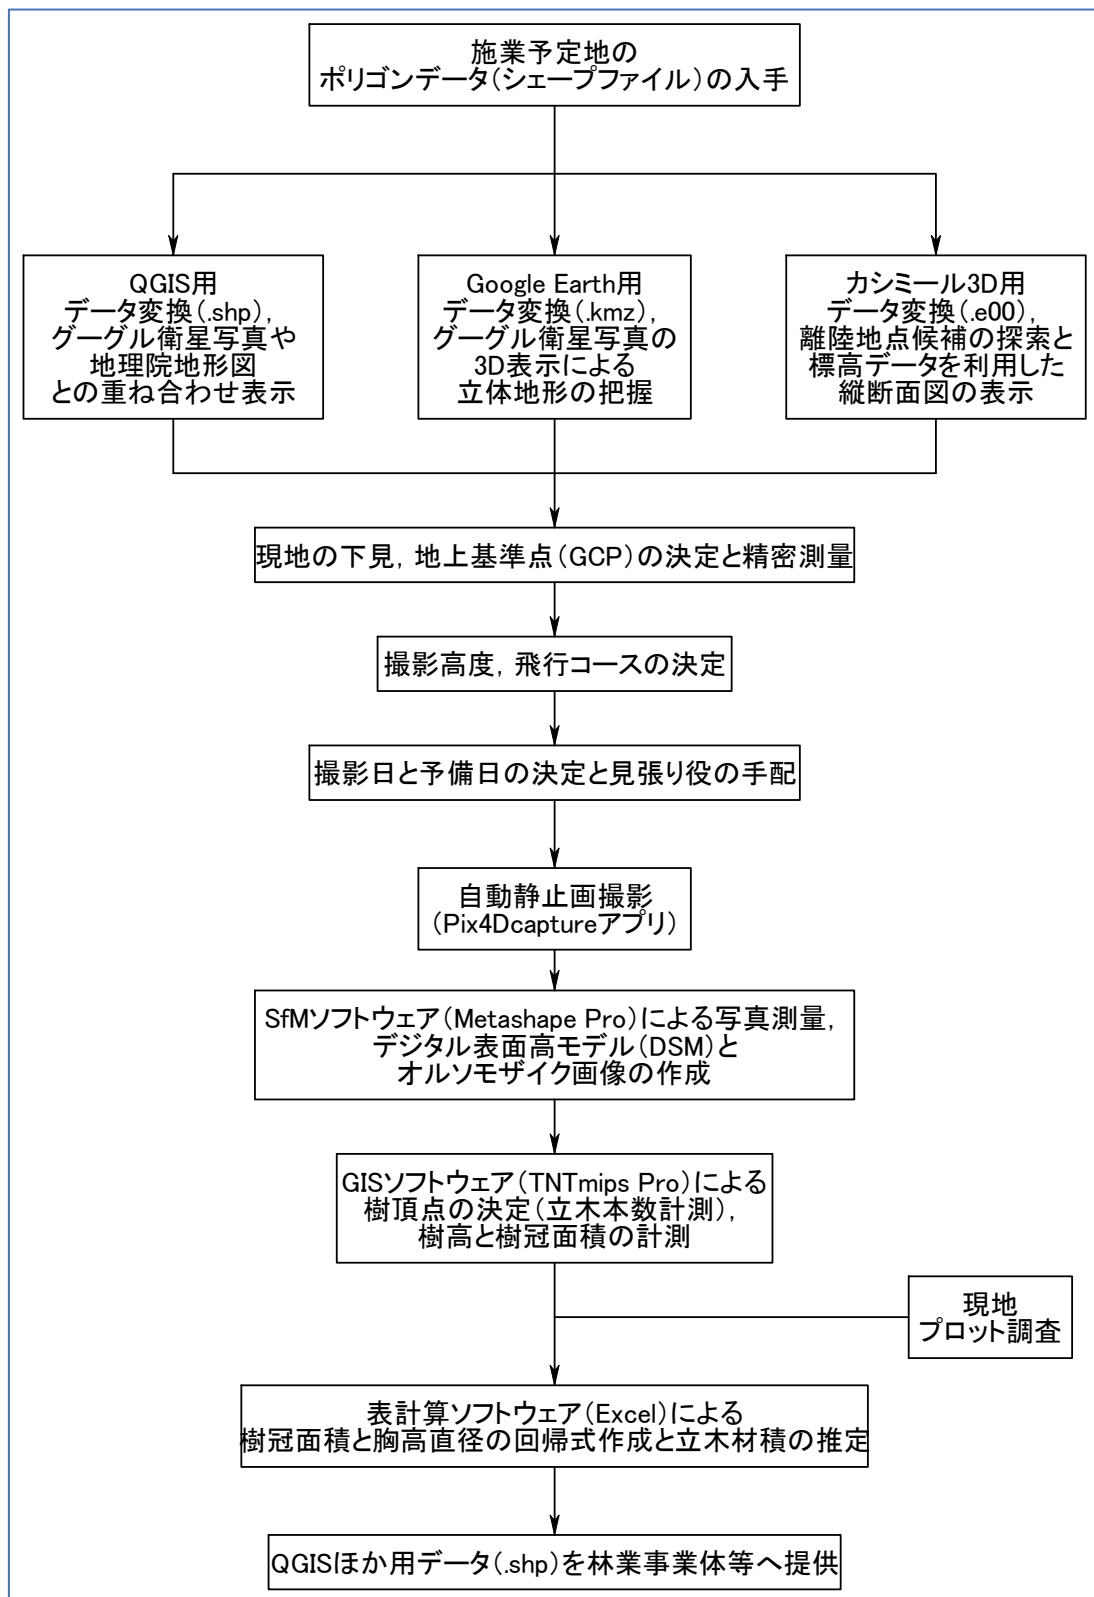 施業予定地の
ポリゴンデータ(シェープファイル)の入手
QGIS用
データ変換(.shp),
グーグル衛星写真や
地理院地形図
との重ね合わせ表示
Google Earth用
データ変換(.kmz),
グーグル衛星写真の
3D表示による
立体地形の把握
カシミール3D用
データ変換(.e00),
離陸地点候補の探索と
標高データを利用した
縦断面図の表示
現地の下見, 地上基準点(GCP)の決定と精密測量
撮影高度, 飛行コースの決定
撮影日と予備日の決定と見張り役の手配
自動静止画撮影
(Pix4Dcaptureアプリ)
SfMソフトウェア(Metashape Pro)による写真測量,
デジタル表面高モデル(DSM)と
オルソモザイク画像の作成
GISソフトウェア(TNTmips Pro)による
樹頂点の決定(立木本数計測),
樹高と樹冠面積の計測
現地
プロット調査
表計算ソフトウェア(Excel)による
樹冠面積と胸高直径の回帰式作成と立木材積の推定
QGISほか用データ(.shp)を林業事業体等へ提供